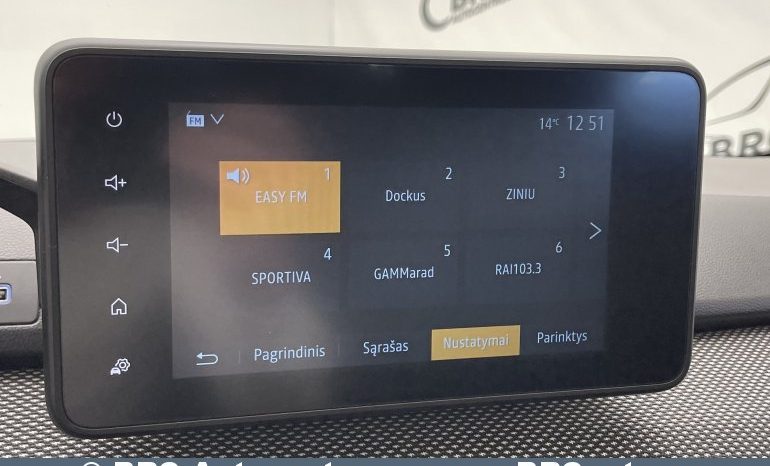 FM
14°C 12 51
1 2 3
EASY FM Dockus ZINIU
4 5 6
SPORTIVA GAMMarad RAI103.3
Pagrindinis Sąrašas Nustatymai Parinktys